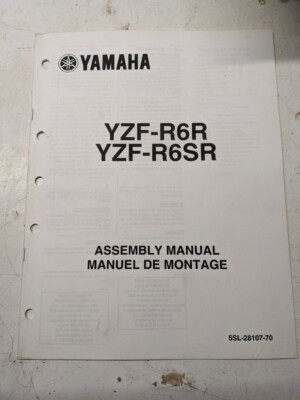 YAMAHA
YZF-R6R
YZF-R6SR
ASSEMBLY MANUAL
MANUEL DE MONTAGE
5SL-28107-70